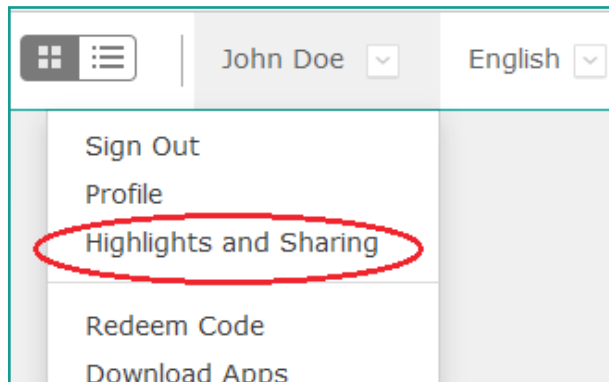 John Doe English
Sign Out
Profile
Highlights and Sharing
Redeem Code
Download Apps